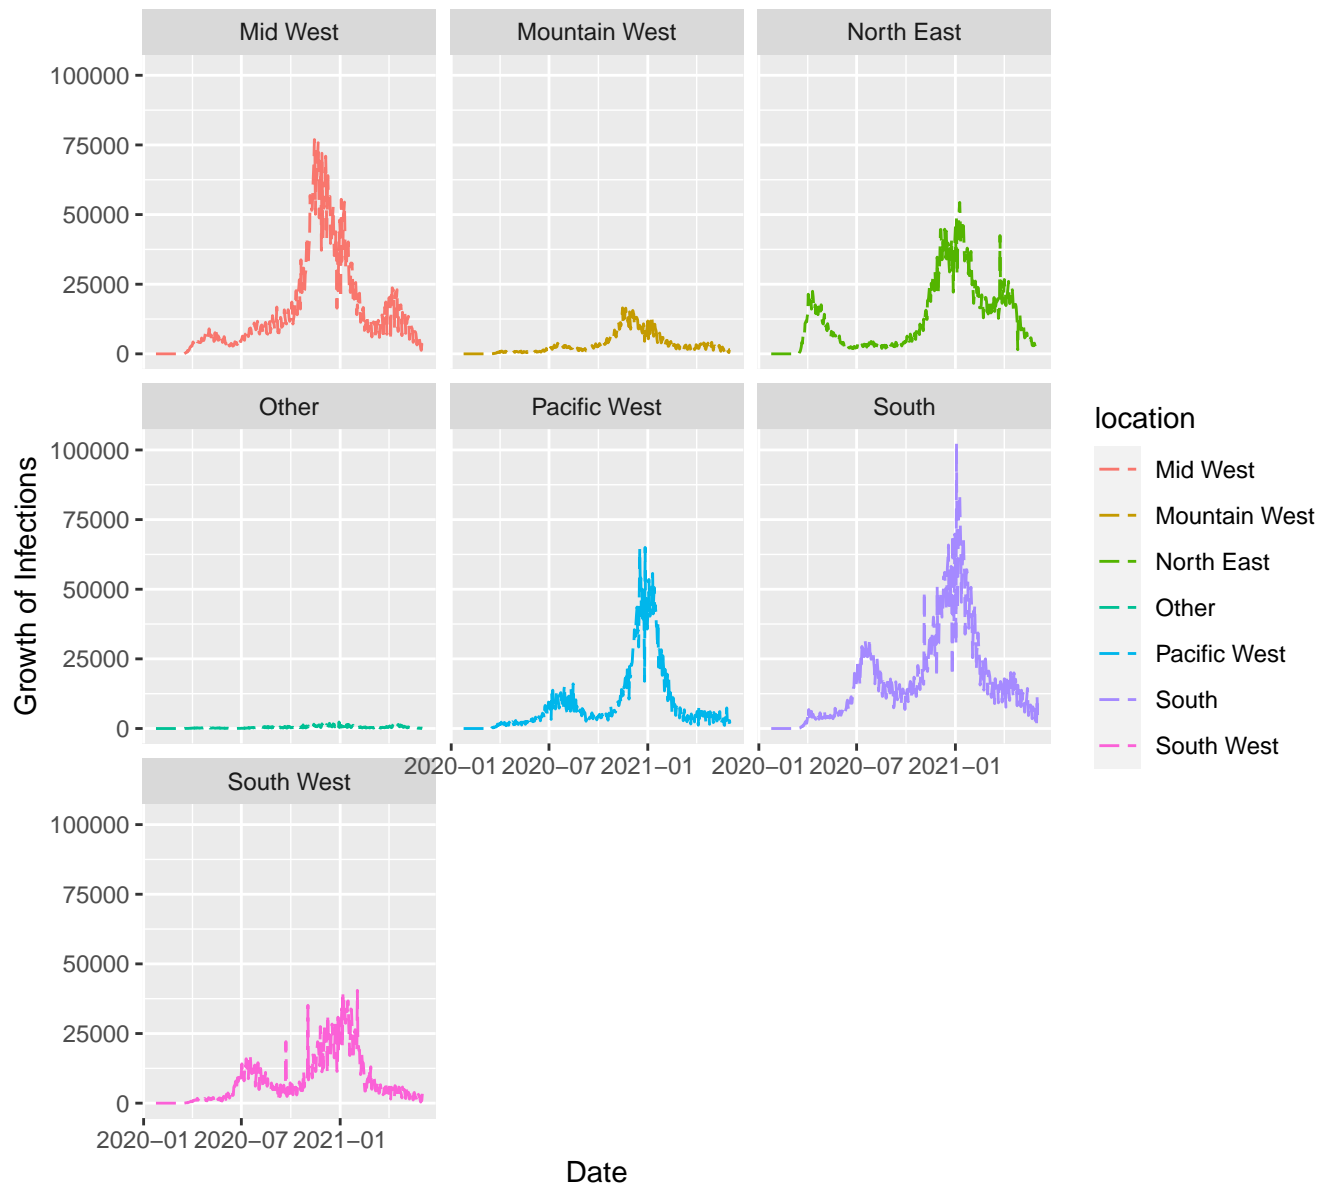 Mid West
Mountain West
North East
100000
75000
50000
25000
0
Other
Pacific West
South
100000
75000
50000
25000
0
2020–01 2020–07 2021–01
2020–01 2020–07 2021–01
South West
100000
75000
50000
25000
0
2020–01 2020–07 2021–01
Growth of Infections
Date
location
Mid West
Mountain West
North East
Other
Pacific West
South
South West